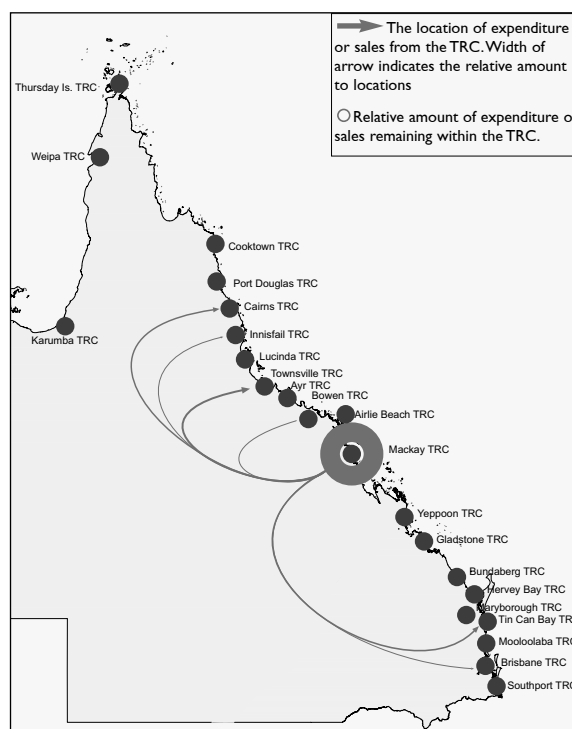 The location of expenditure
or sales from the TRC. Width of
arrow indicates the relative amount
to locations
Relative amount of expenditure o
sales remaining within the TRC.
Thursday Is. TRC
Weipa TRC
Cooktown TRC
Port Douglas TRC
Cairns TRC
Karumba TRC
Innisfail TRC
Lucinda TRC
Townsville TRC
Ayr TRC
Bowen TRC
Airlie Beach TRC
Mackay TRC
Yeppoon TRC
Gladstone TRC
Bundaberg TRC
Hervey Bay TRC
aryborough TRC
Tin Can Bay TR
Mooloolaba TR
Brisbane TRC
Southport TRC